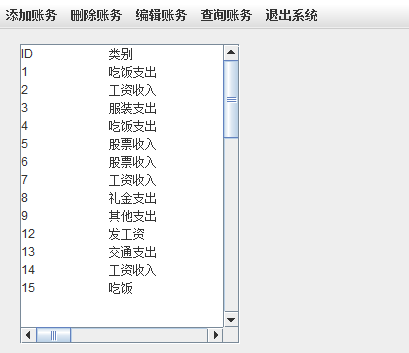 添加账务 删除账务 编辑账务 查询账务 退出系统
ID 类别
1 吃饭支出
2 工资收入
3 服装支出
4 吃饭支出
5 股票收入
6 股票收入
7 工资收入
8 礼金支出
9 其他支出
12 发工资
13 交通支出
14 工资收入
15 吃饭